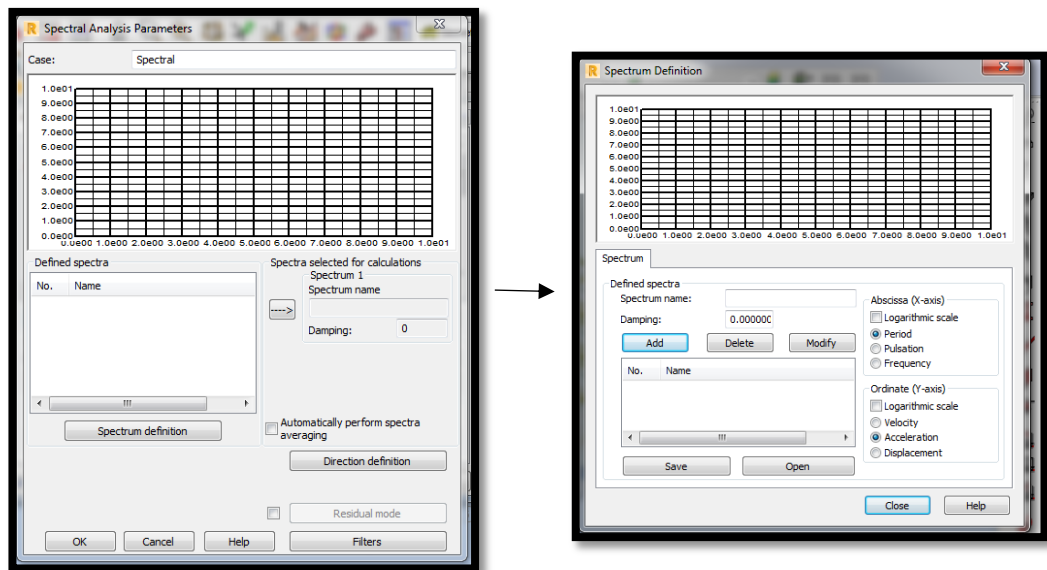 Spectral Analysis Parameters
Case: Spectral
1.0e01
9.0e00
8.0e00
7.0e00
6.0e00
5.0e00
4.0e00
3.0e00
2.0e00
1.0e00
0.0e00
0.0e00 1.0e00 2.0e00 3.0e00 4.0e00 5.0e00 6.0e00 7.0e00 8.0e00 9.0e00 1.0e01
Defined spectra
No. Name
Spectrum definition
Spectra selected for calculations
Spectrum 1
Spectrum name
---->
Damping: 0
Automatically perform spectra
averaging
Direction definition
Residual mode
OK Cancel Help Filters
Spectrum Definition
1.0e01
9.0e00
8.0e00
7.0e00
6.0e00
5.0e00
4.0e00
3.0e00
2.0e00
1.0e00
0.0e00
0.0e00 1.0e00 2.0e00 3.0e00 4.0e00 5.0e00 6.0e00 7.0e00 8.0e00 9.0e00 1.0e01
Spectrum
Defined spectra
Spectrum name:
Damping: 0.00000
Add Delete Modify
No. Name
Save Open
Abscissa (X-axis)
Logarithmic scale
Period
Pulsation
Frequency
Ordinate (Y-axis)
Logarithmic scale
Velocity
Acceleration
Displacement
Close Help